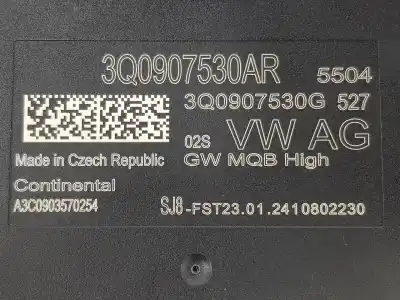 3Q0907530AR 5504
3Q0907530G 527
02S VW AG
Made in Czech Republic GW MQB High
Continental
A3C0903570254 SJ8-FST23.01.2410802230